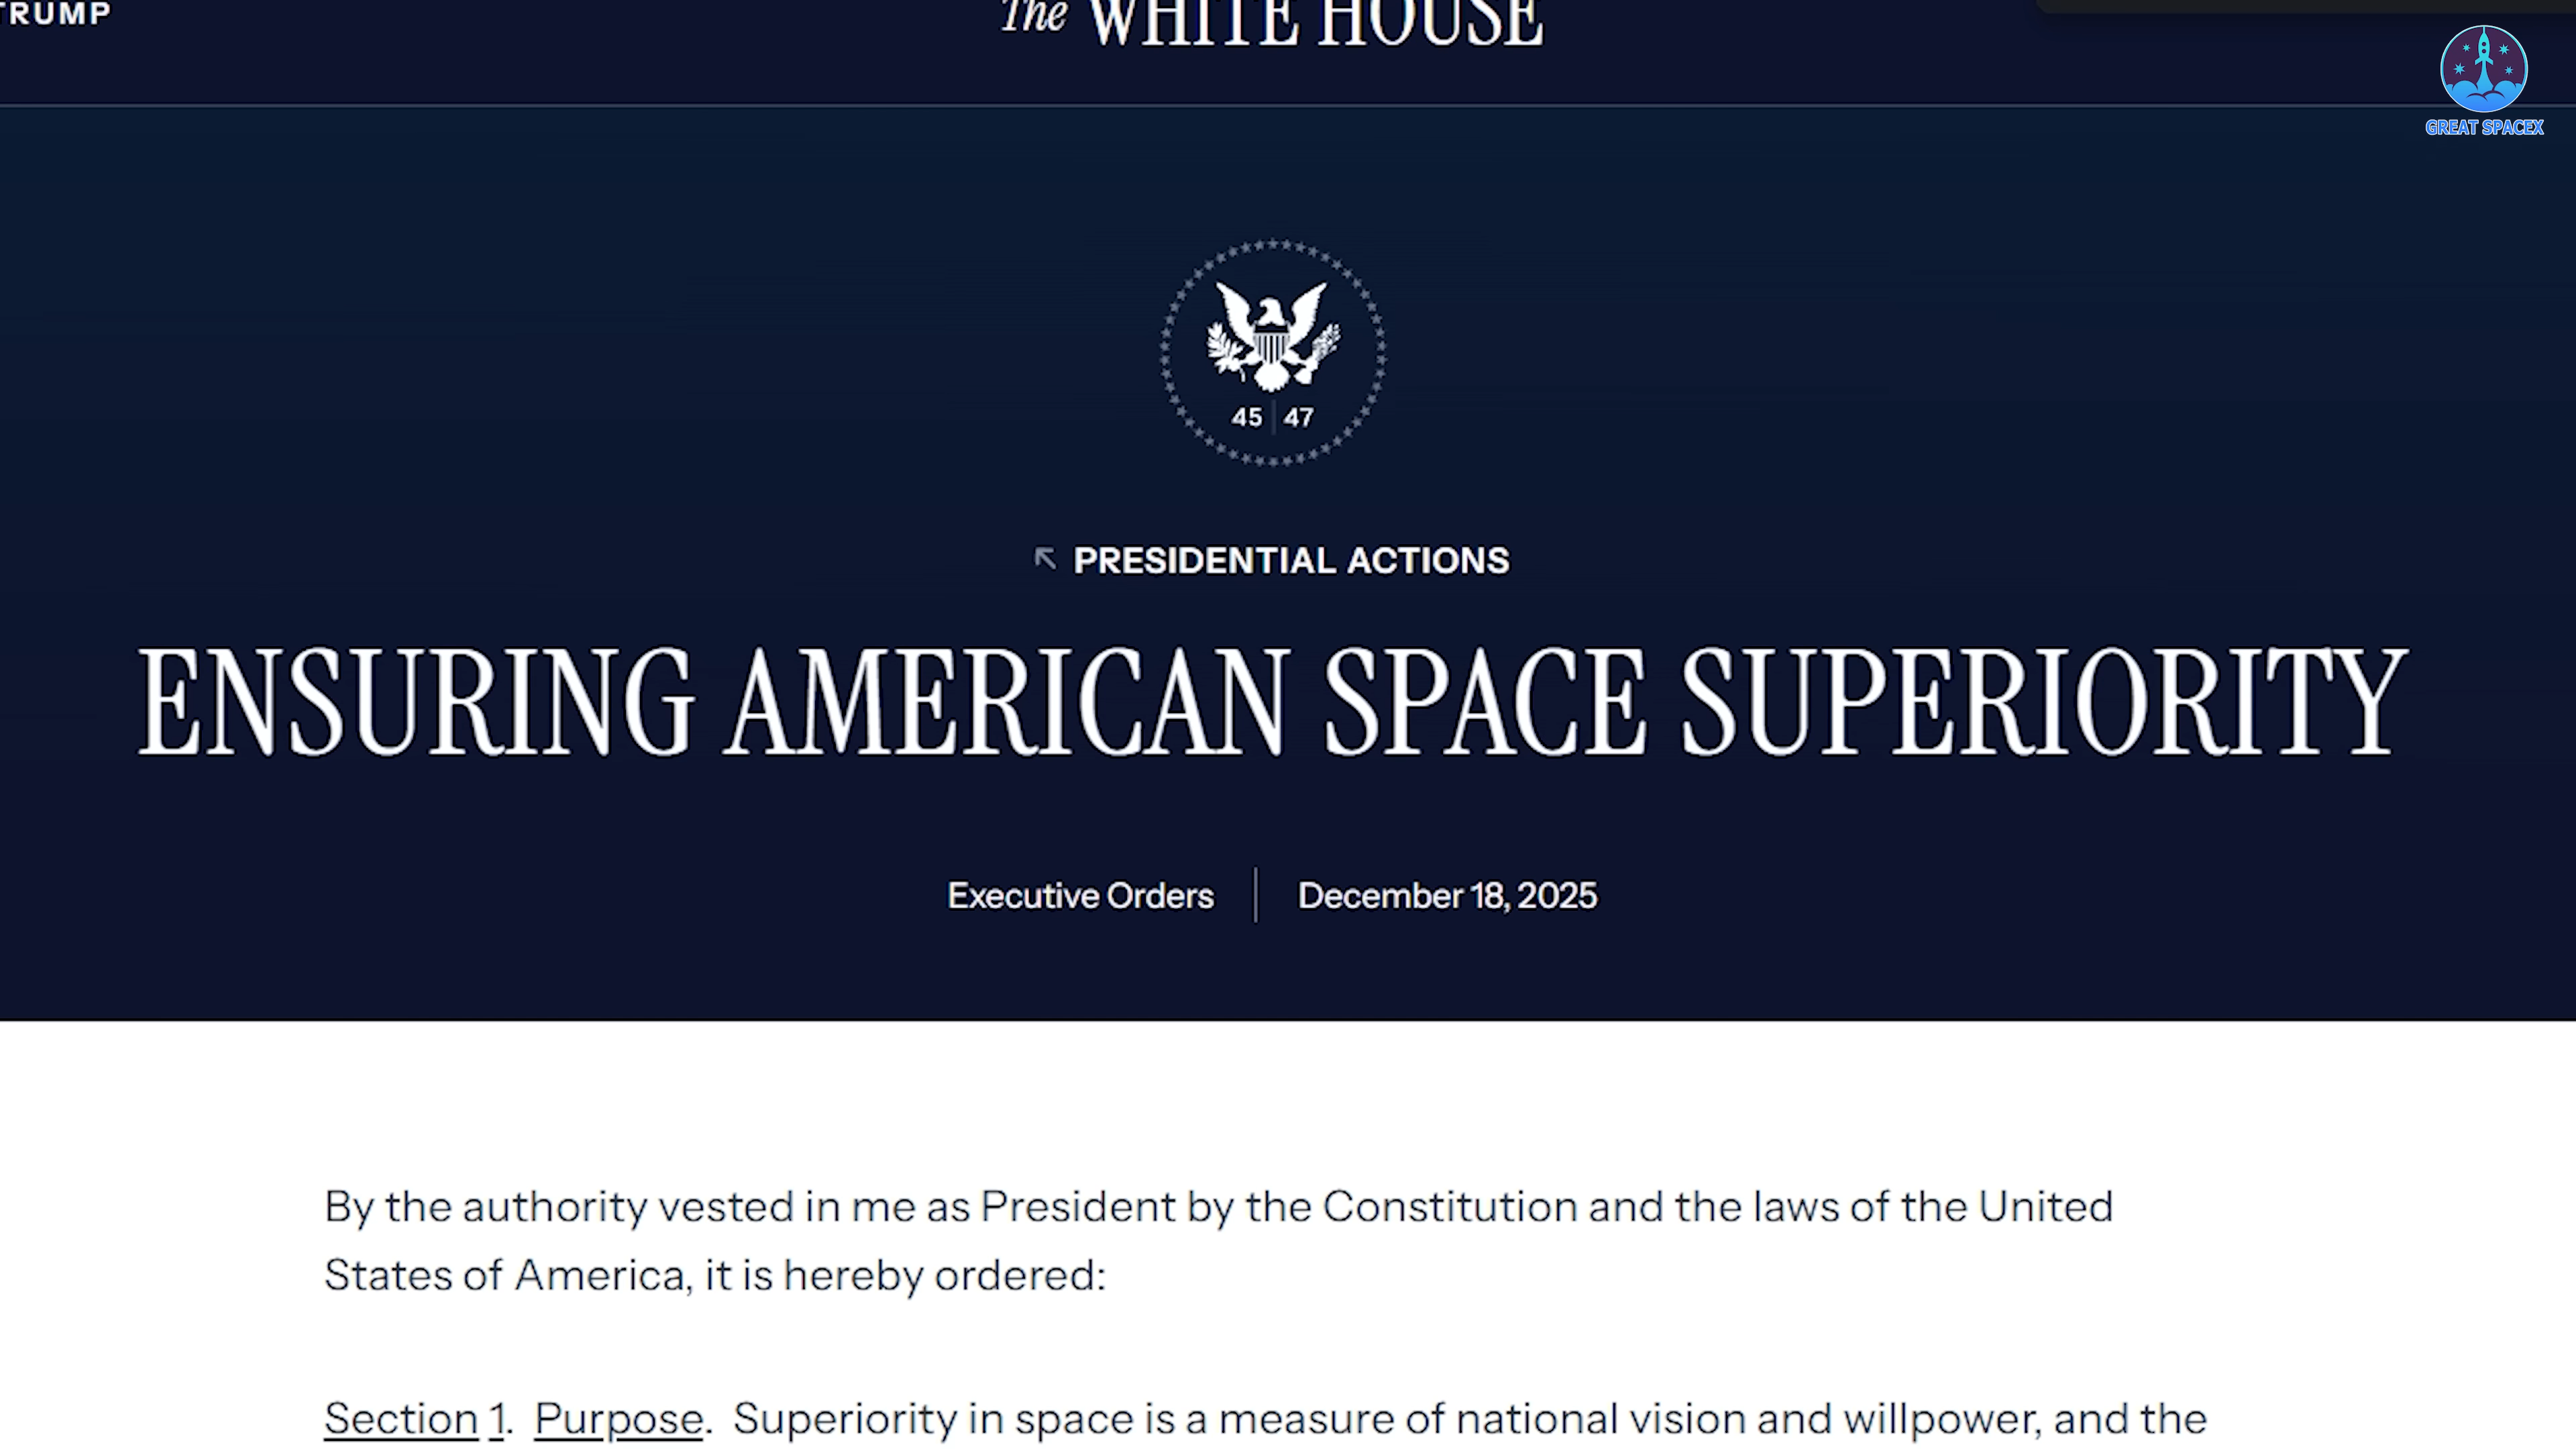 TRUMP
The WHITE HOUSE
GREAT SPACEX
45 | 47
PRESIDENTIAL ACTIONS
ENSURING AMERICAN SPACE SUPERIORITY
Executive Orders | December 18, 2025
By the authority vested in me as President by the Constitution and the laws of the United
States of America, it is hereby ordered:
Section 1. Purpose. Superiority in space is a measure of national vision and willpower, and the